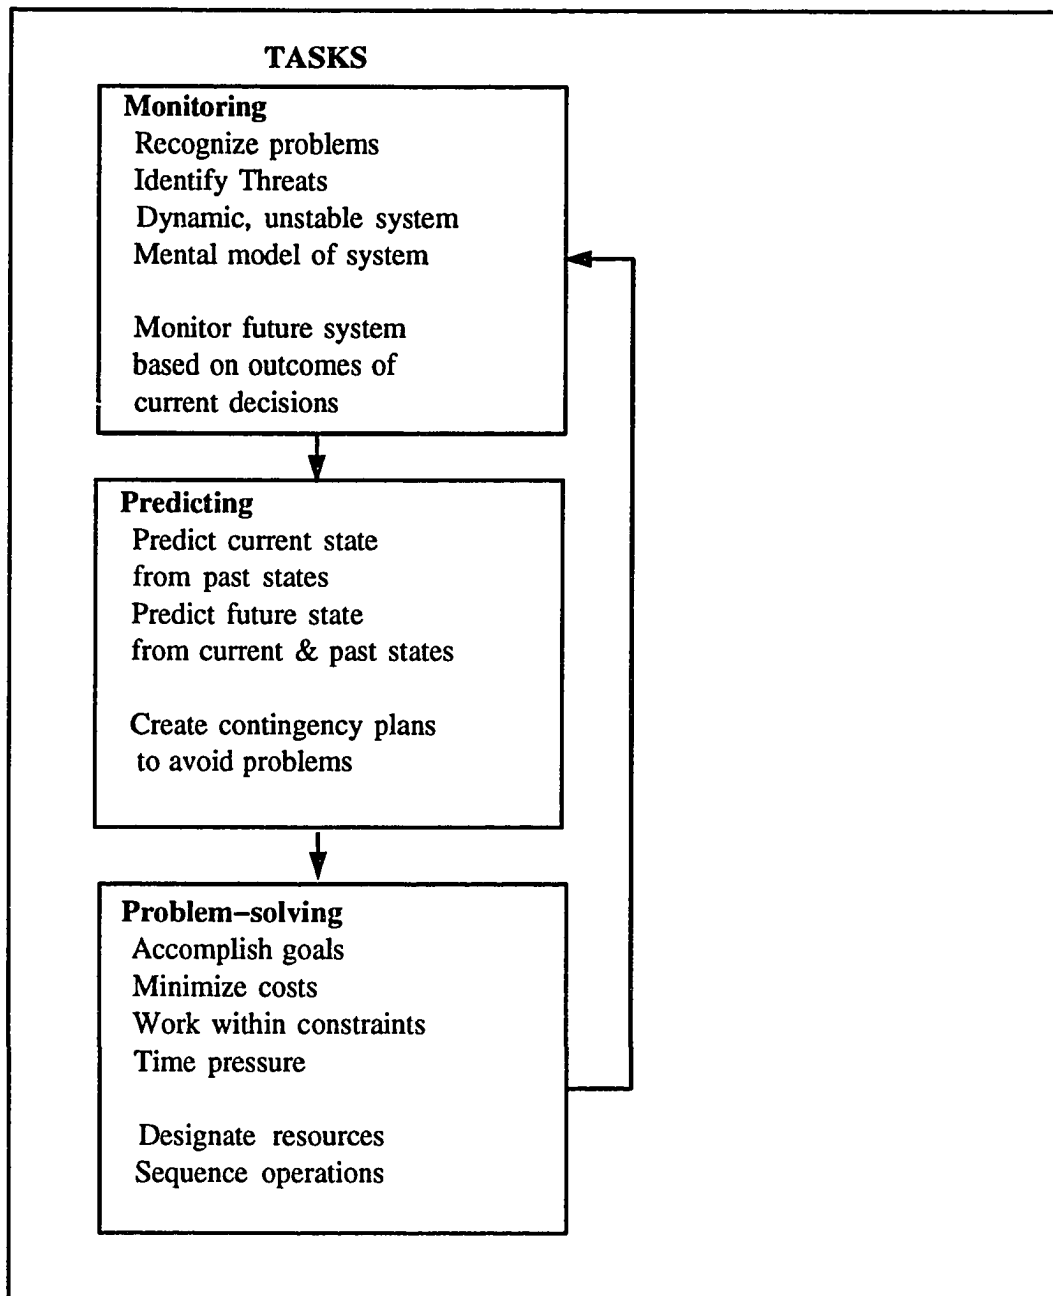 TASKS
Monitoring
Recognize problems
Identify Threats
Dynamic, unstable system
Mental model of system
Monitor future system
based on outcomes of
current decisions
Predicting
Predict current state
from past states
Predict future state
from current & past states
Create contingency plans
to avoid problems
Problem–solving
Accomplish goals
Minimize costs
Work within constraints
Time pressure
Designate resources
Sequence operations